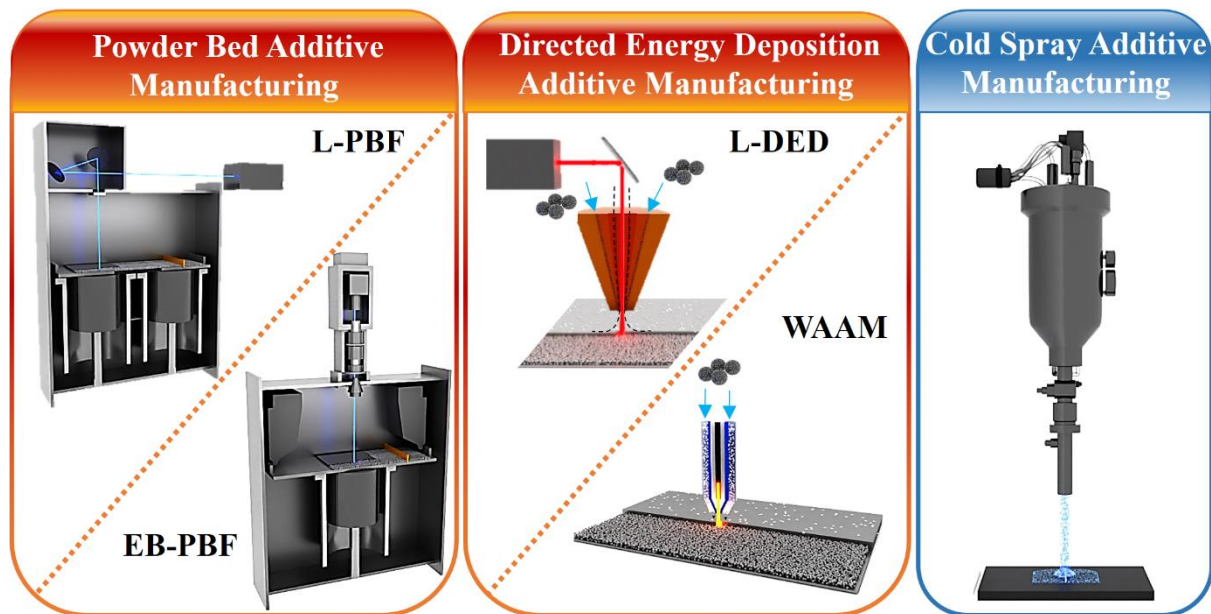 Powder Bed Additive
Manufacturing
L-PBF
EB-PBF
Directed Energy Deposition
Additive Manufacturing
L-DED
WAAM
Cold Spray Additive
Manufacturing